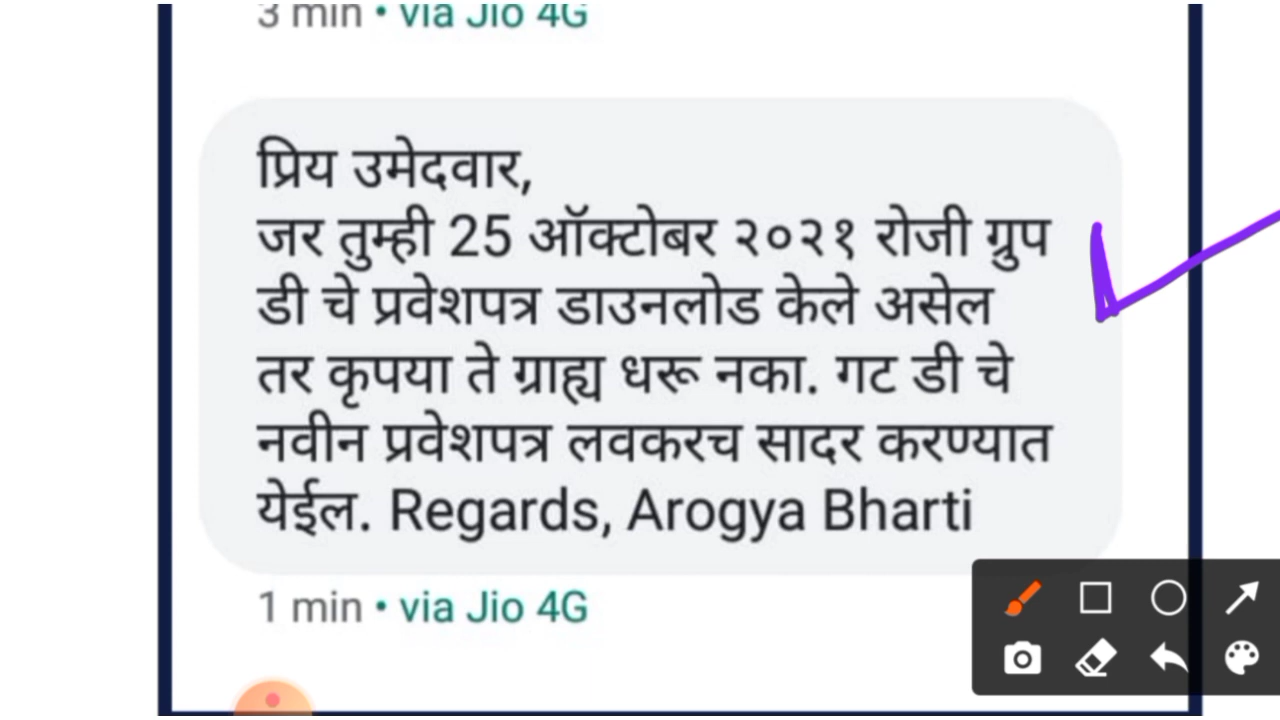 3 min • via Jio 4G
प्रिय उमेदवार,
जर तुम्ही 25 ऑक्टोबर २०२१ रोजी ग्रुप
डी चे प्रवेशपत्र डाउनलोड केले असेल
तर कृपया ते ग्राह्य धरू नका. गट डी चे
नवीन प्रवेशपत्र लवकरच सादर करण्यात
येईल. Regards, Arogya Bharti
1 min • via Jio 4G